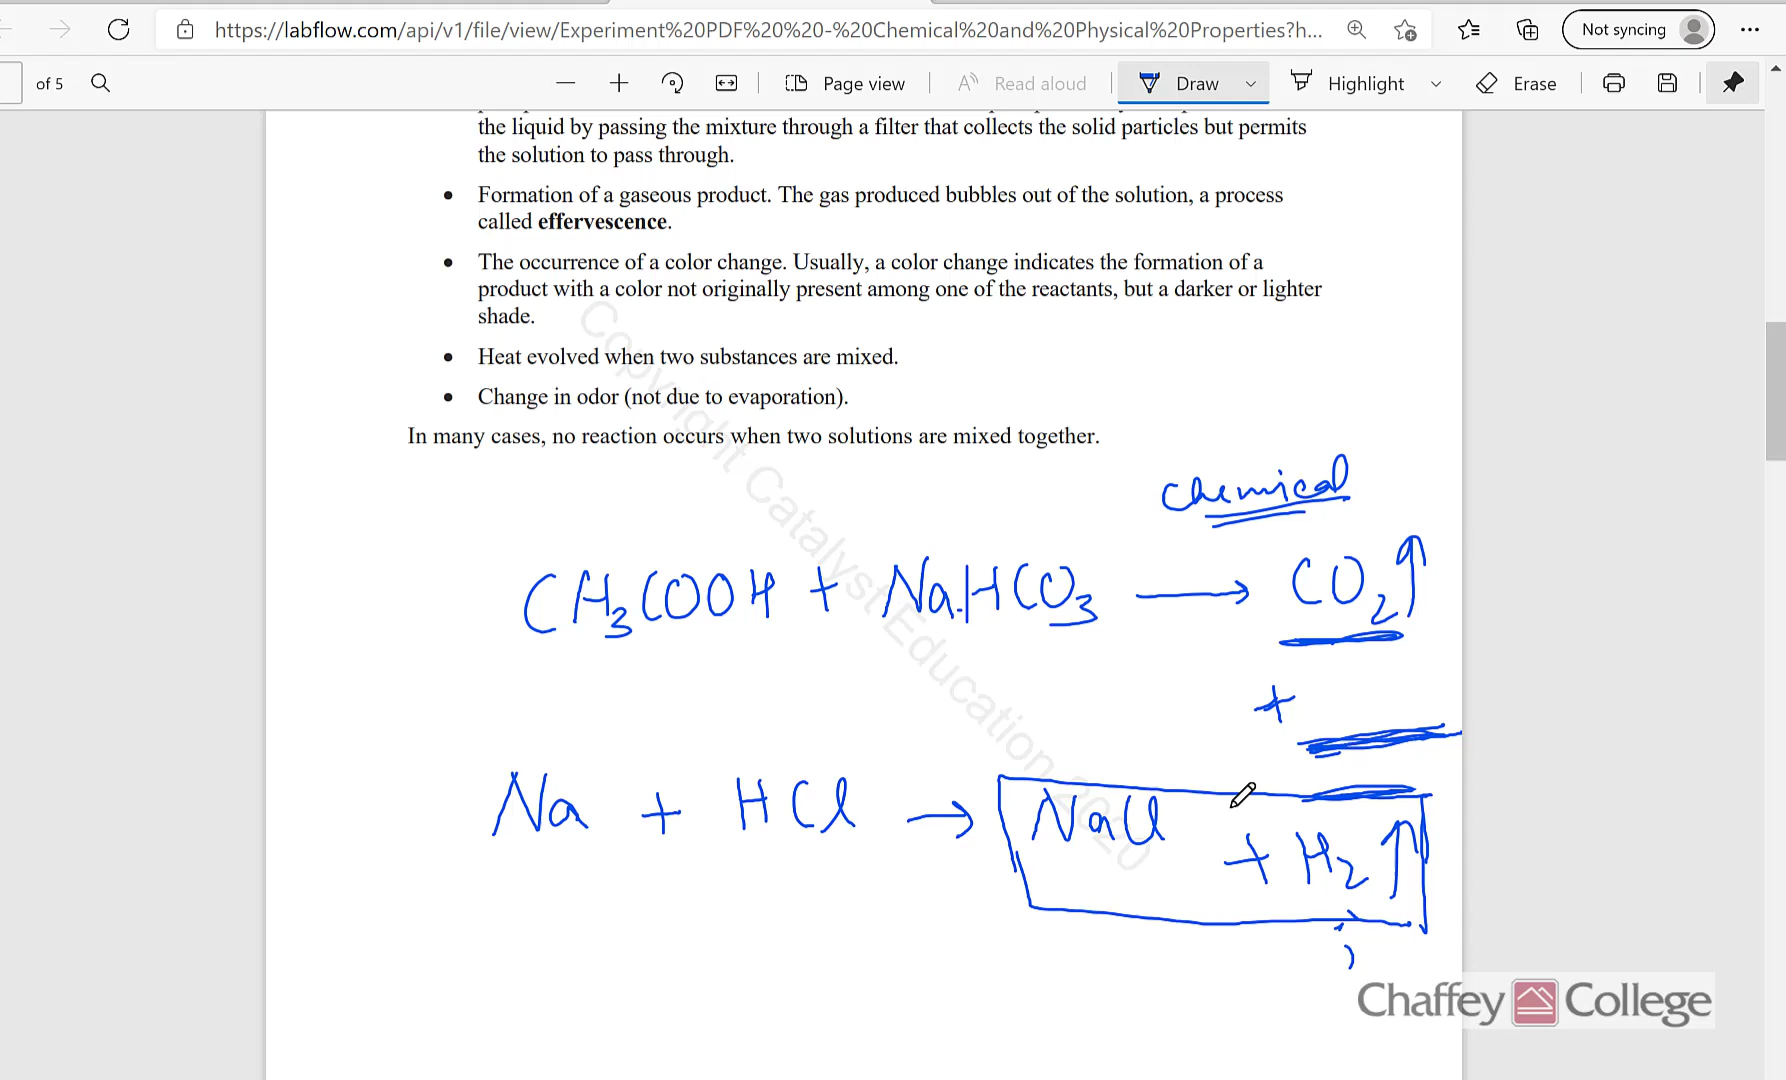 https://labflow.com/api/v1/file/view/Experiment%20PDF%20%20-%20Chemical%20and%20Physical%20Properties?h...
Not syncing
of 5
Page view
Read aloud
Draw
Highlight
Erase
the liquid by passing the mixture through a filter that collects the solid particles but permits
the solution to pass through.
• Formation of a gaseous product. The gas produced bubbles out of the solution, a process
called effervescence.
• The occurrence of a color change. Usually, a color change indicates the formation of a
product with a color not originally present among one of the reactants, but a darker or lighter
shade.
• Heat evolved when two substances are mixed.
• Change in odor (not due to evaporation).
In many cases, no reaction occurs when two solutions are mixed together.
Copyright Catalyst Education 2020
Chemical
CH₃COOH + NaHCO₃ → CO₂↑
+
Na + HCl → NaCl + H₂↑
Chaffey College